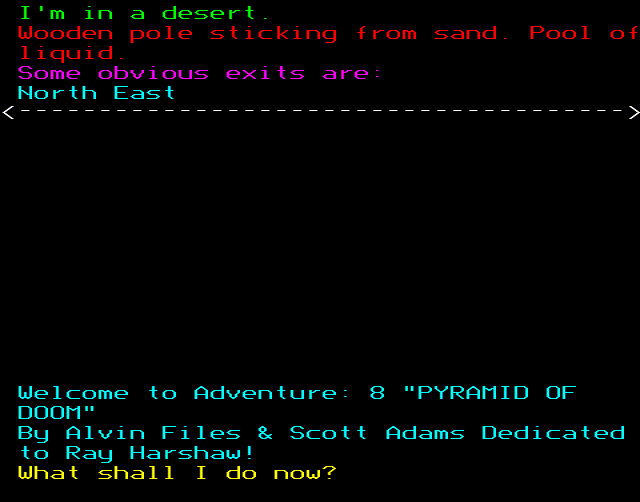 I'm in a desert.
Wooden pole sticking from sand. Pool of
liquid.
Some obvious exits are:
North East
<--------------------------------------->
Welcome to Adventure: 8 "PYRAMID OF
DOOM"
By Alvin Files & Scott Adams Dedicated
to Ray Harshaw!
What shall I do now?